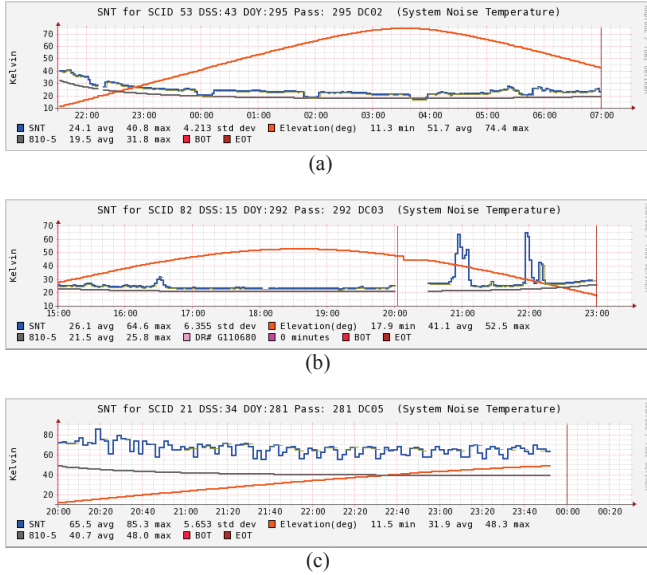 SNT for SCID 53 DSS:43 DOY:295 Pass: 295 DC02 (System Noise Temperature)
Kelvin
70
60
50
40
30
20
10
22:00 23:00 00:00 01:00 02:00 03:00 04:00 05:00 06:00 07:00
SNT 24.1 avg 40.8 max 4.213 std dev Elevation(deg) 11.3 min 51.7 avg 74.4 max
810-5 19.5 avg 31.8 max BOT EOT
(a)
SNT for SCID 82 DSS:15 DOY:292 Pass: 292 DC03 (System Noise Temperature)
Kelvin
70
60
50
40
30
20
10
15:00 16:00 17:00 18:00 19:00 20:00 21:00 22:00 23:00
SNT 26.1 avg 64.6 max 6.355 std dev Elevation(deg) 17.9 min 41.1 avg 52.5 max
810-5 21.5 avg 25.8 max DR# G110680 0 minutes BOT EOT
(b)
SNT for SCID 21 DSS:34 DOY:281 Pass: 281 DC05 (System Noise Temperature)
Kelvin
80
60
40
20
20:00 20:20 20:40 21:00 21:20 21:40 22:00 22:20 22:40 23:00 23:20 23:40 00:00 00:20
SNT 65.5 avg 85.3 max 5.653 std dev Elevation(deg) 11.5 min 31.9 avg 48.3 max
810-5 40.7 avg 48.0 max BOT EOT
(c)